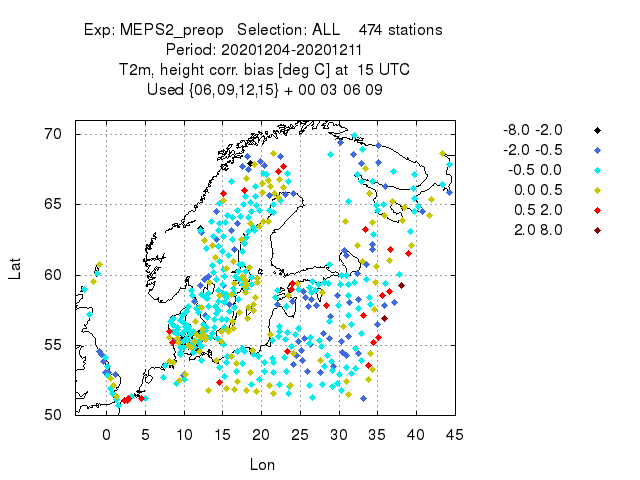 Exp: MEPS2_preop   Selection: ALL    474 stations
Period: 20201204-20201211
T2m, height corr. bias [deg C] at  15 UTC
Used {06,09,12,15} + 00 03 06 09
-8.0 -2.0
-2.0 -0.5
-0.5 0.0
0.0 0.5
0.5 2.0
2.0 8.0
70
65
60
55
50
Lat
0 5 10 15 20 25 30 35 40 45
Lon